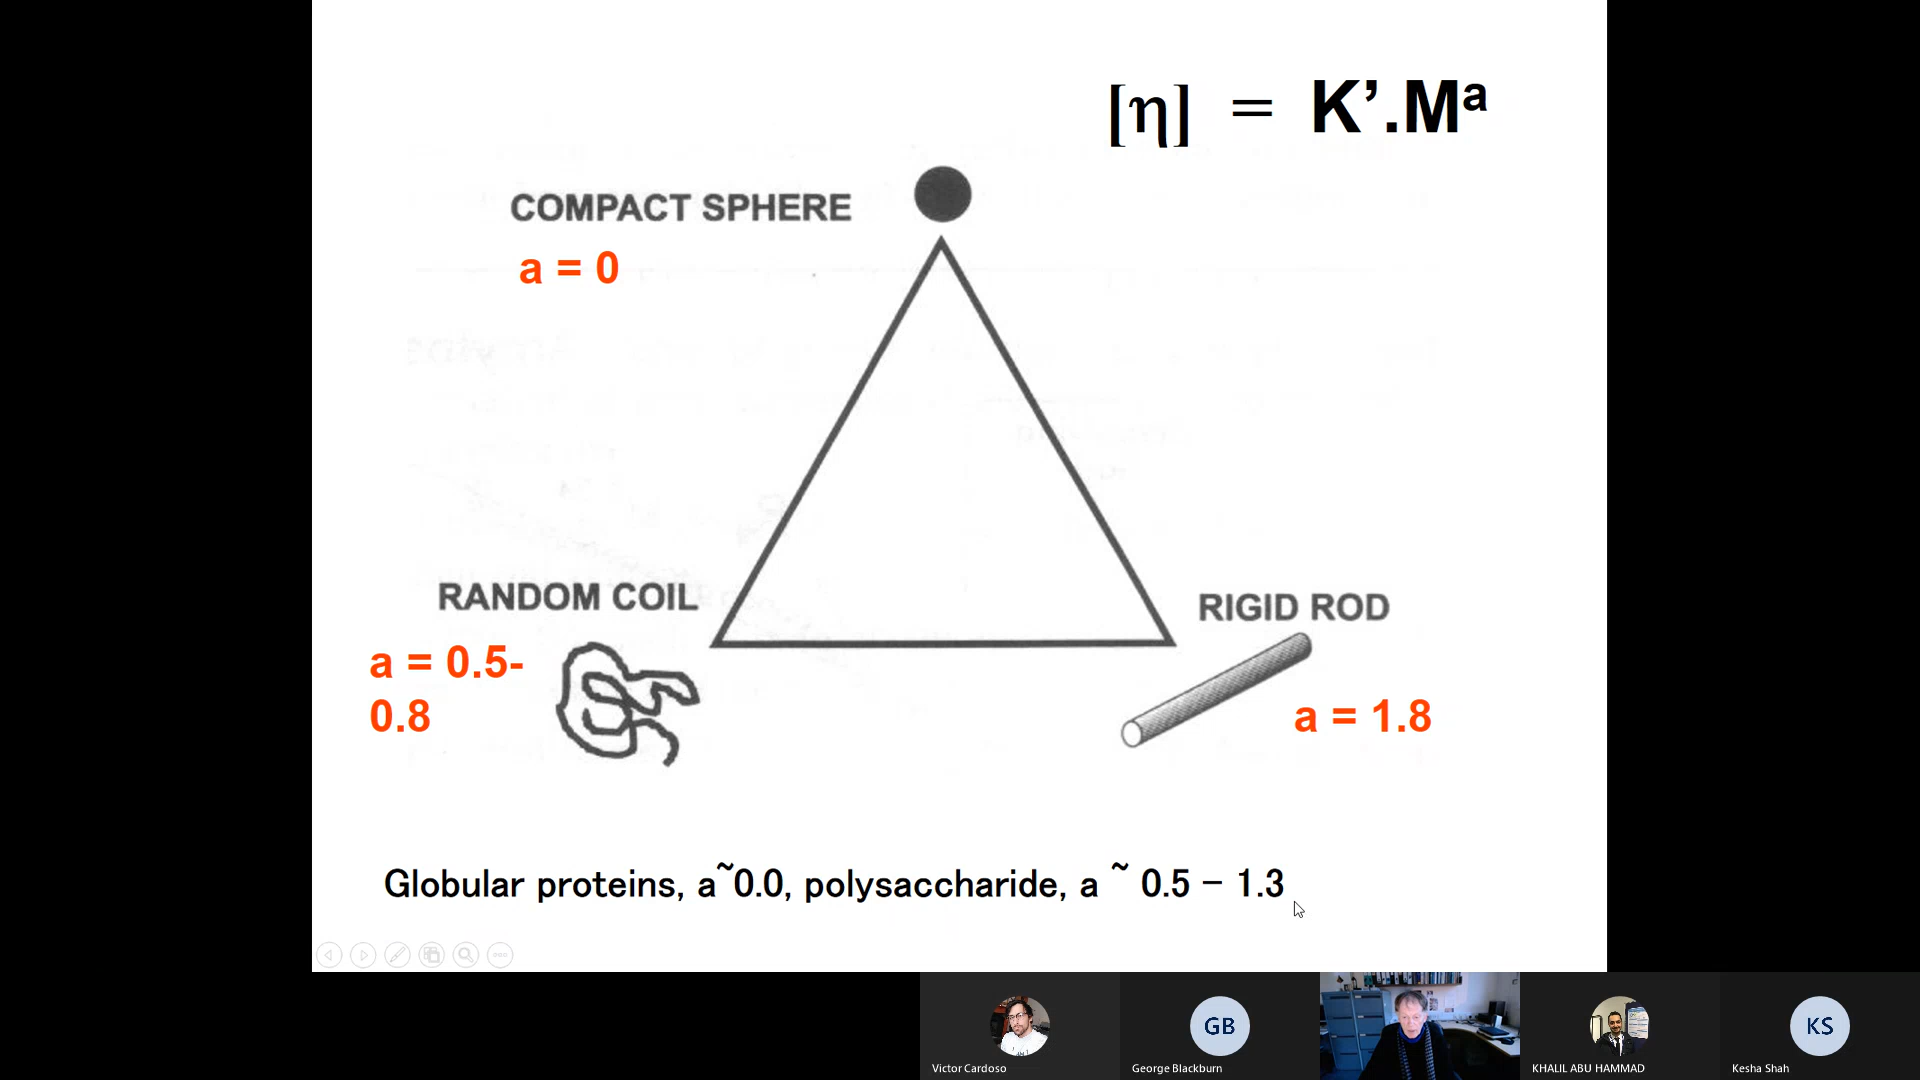 [η] = K’.Mᵃ
COMPACT SPHERE
a = 0
RANDOM COIL
RIGID ROD
a = 0.5-
0.8
a = 1.8
Globular proteins, a~0.0, polysaccharide, a ~ 0.5 – 1.3
GB
KS
Victor Cardoso
George Blackburn
KHALIL ABU HAMMAD
Kesha Shah